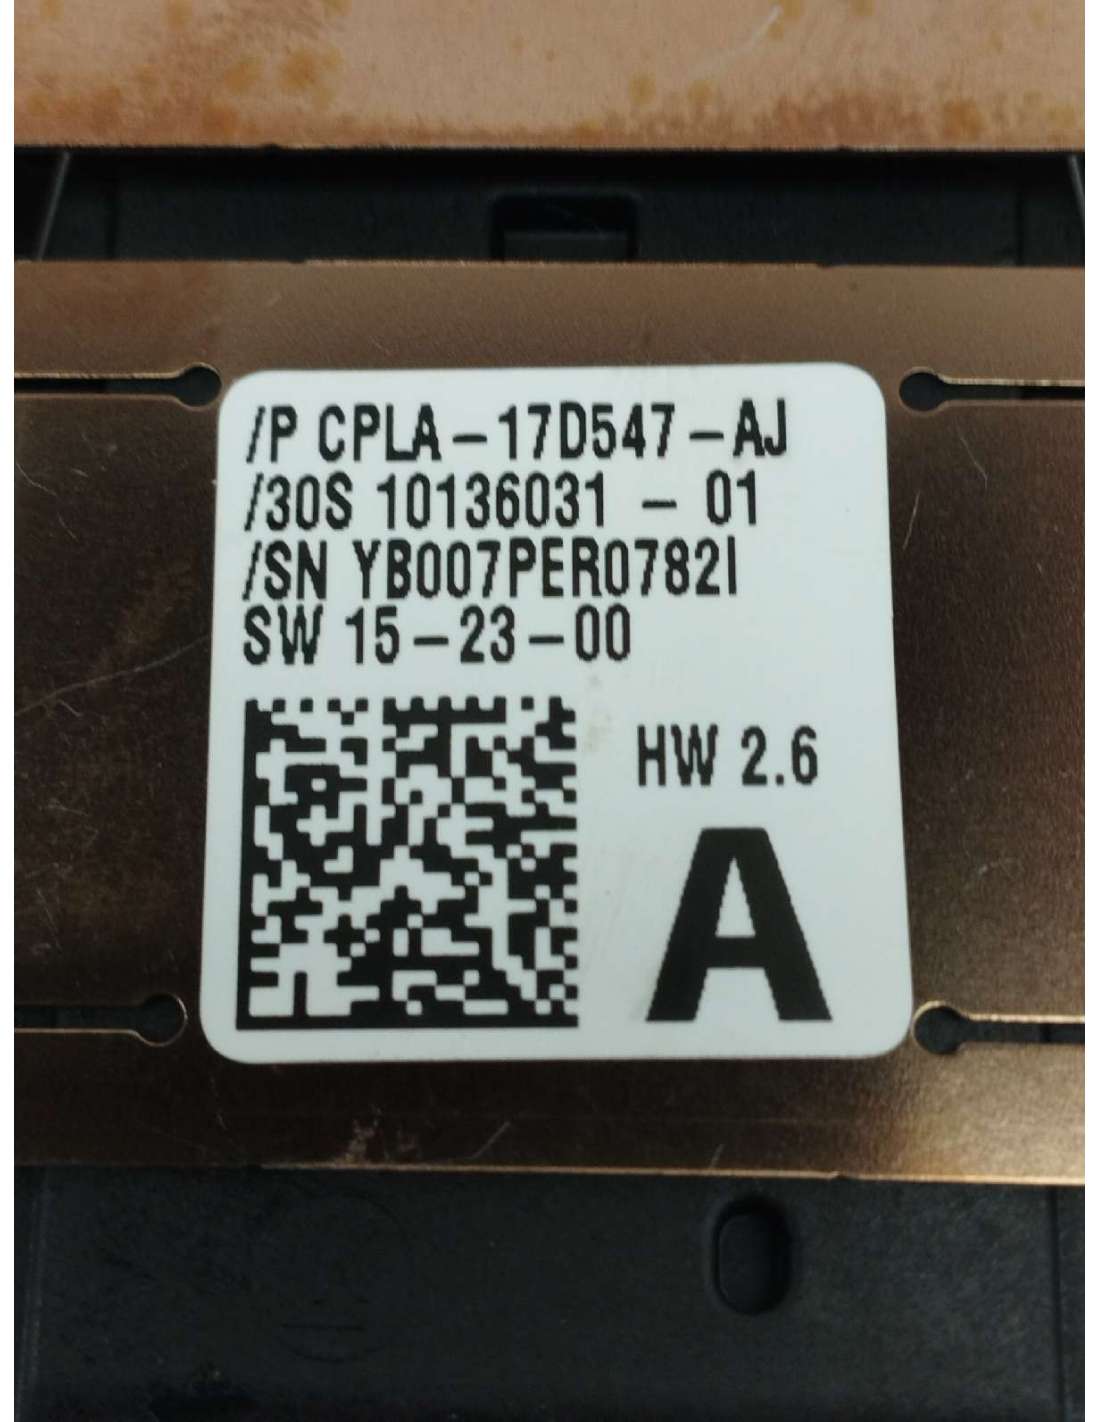 /P CPLA-17D547-AJ
/30S 10136031 - 01
/SN YB007PER0782I
SW 15-23-00
HW 2.6
A